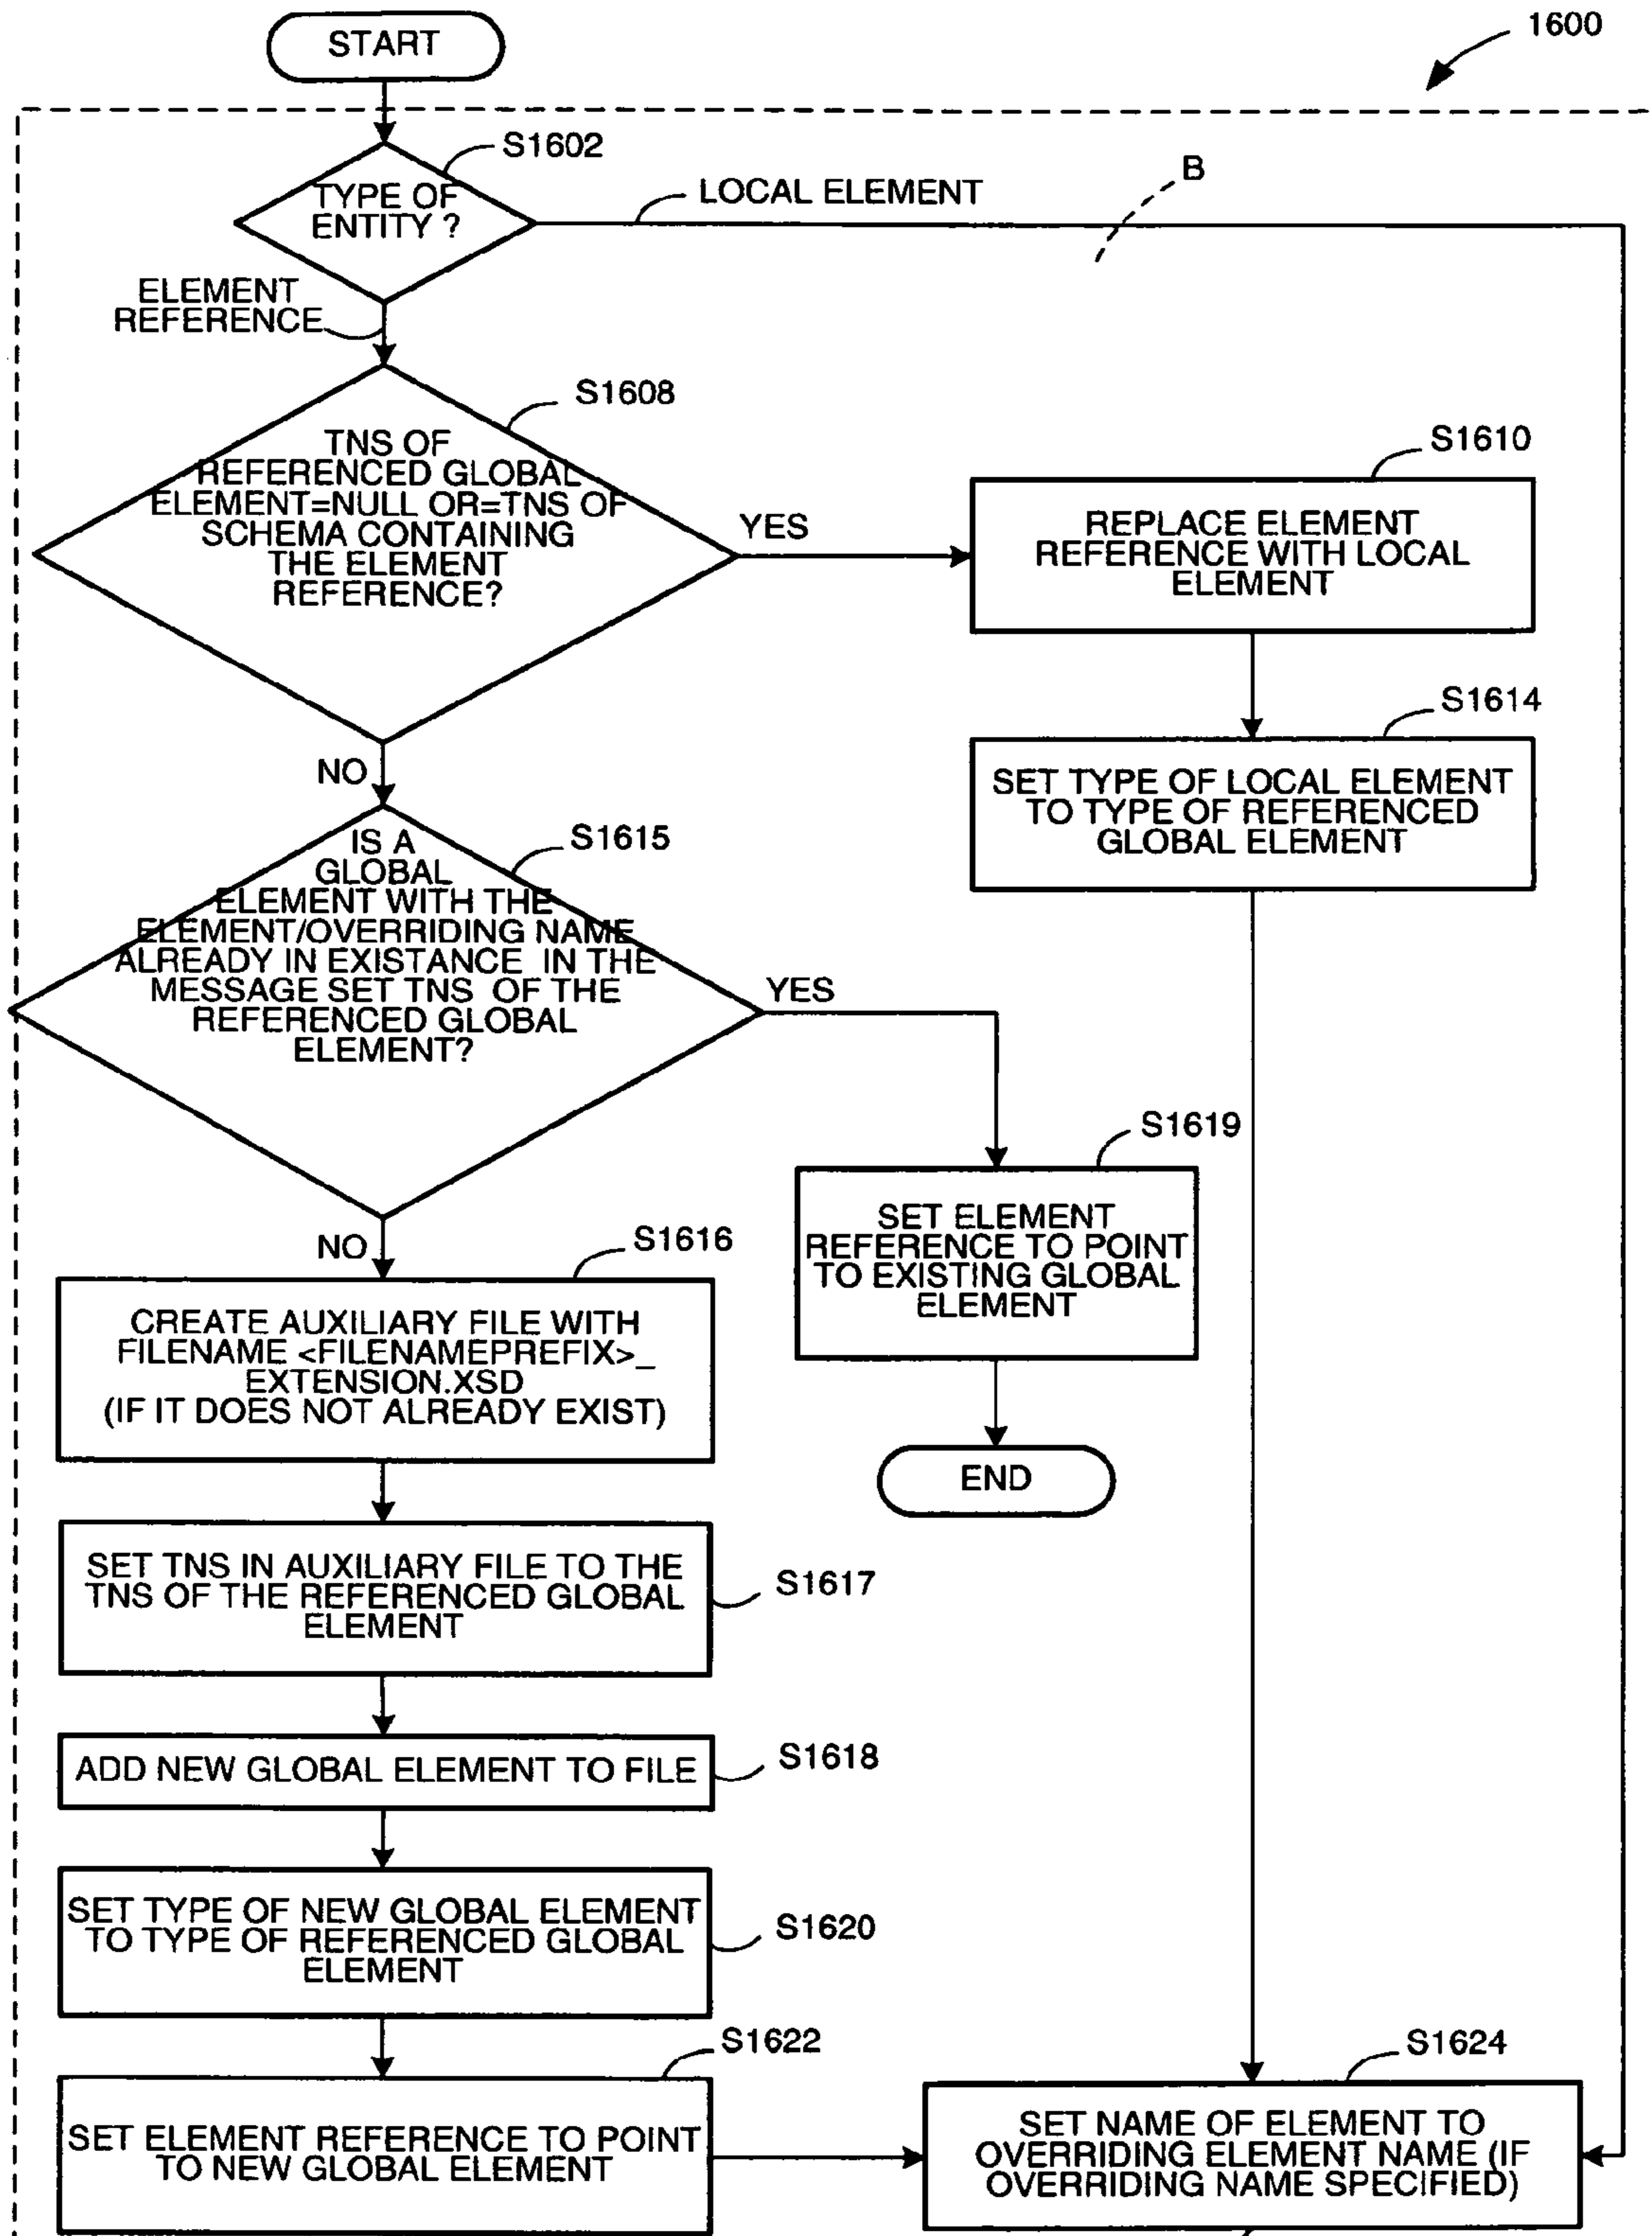 START
1600
S1602
TYPE OF
ENTITY ?
LOCAL ELEMENT
B
ELEMENT
REFERENCE
S1608
TNS OF
REFERENCED GLOBAL
ELEMENT=NULL OR=TNS OF
SCHEMA CONTAINING
THE ELEMENT
REFERENCE?
YES
S1610
REPLACE ELEMENT
REFERENCE WITH LOCAL
ELEMENT
S1614
SET TYPE OF LOCAL ELEMENT
TO TYPE OF REFERENCED
GLOBAL ELEMENT
NO
S1615
IS A
GLOBAL
ELEMENT WITH THE
ELEMENT/OVERRIDING NAME
ALREADY IN EXISTANCE IN THE
MESSAGE SET TNS OF THE
REFERENCED GLOBAL
ELEMENT?
YES
S1619
SET ELEMENT
REFERENCE TO POINT
TO EXISTING GLOBAL
ELEMENT
END
NO
S1616
CREATE AUXILIARY FILE WITH
FILENAME <FILENAMEPREFIX>_
EXTENSION.XSD
(IF IT DOES NOT ALREADY EXIST)
SET TNS IN AUXILIARY FILE TO THE
TNS OF THE REFERENCED GLOBAL
ELEMENT
S1617
ADD NEW GLOBAL ELEMENT TO FILE
S1618
SET TYPE OF NEW GLOBAL ELEMENT
TO TYPE OF REFERENCED GLOBAL
ELEMENT
S1620
S1622
SET ELEMENT REFERENCE TO POINT
TO NEW GLOBAL ELEMENT
S1624
SET NAME OF ELEMENT TO
OVERRIDING ELEMENT NAME (IF
OVERRIDING NAME SPECIFIED)